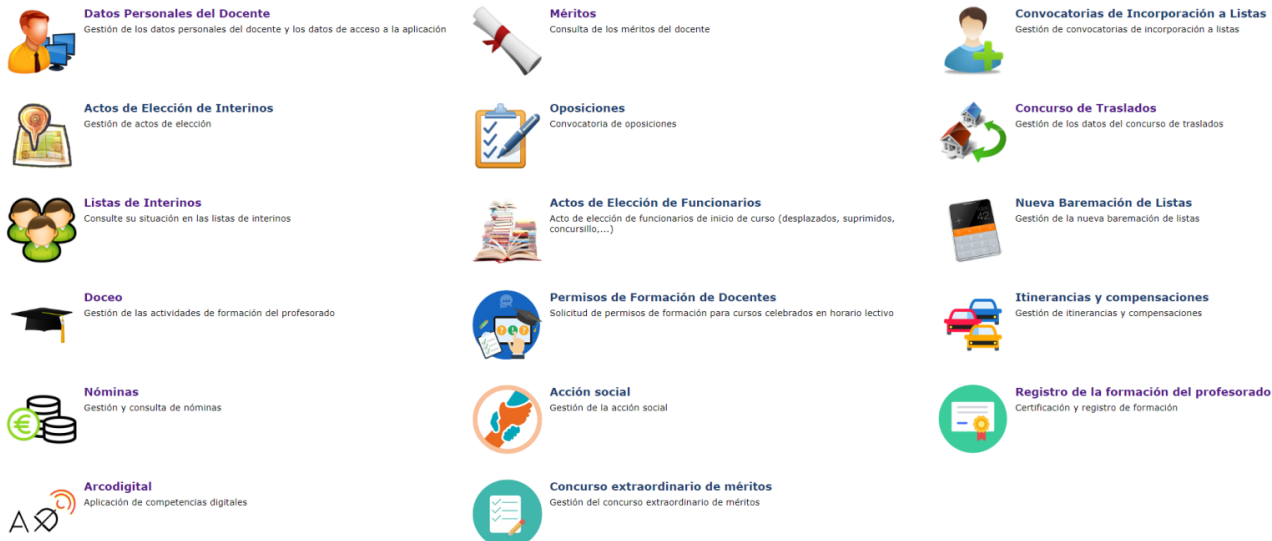 Datos Personales del Docente
Gestión de los datos personales del docente y los datos de acceso a la aplicación
Méritos
Consulta de los méritos del docente
Convocatorias de Incorporación a Listas
Gestión de convocatorias de incorporación a listas
Actos de Elección de Interinos
Gestión de actos de elección
Oposiciones
Convocatoria de oposiciones
Concurso de Traslados
Gestión de los datos del concurso de traslados
Listas de Interinos
Consulte su situación en las listas de interinos
Actos de Elección de Funcionarios
Acto de elección de funcionarios de inicio de curso (desplazados, suprimidos,
concursillo,...)
Nueva Baremación de Listas
Gestión de la nueva baremación de listas
42
Doceo
Gestión de las actividades de formación del profesorado
Permisos de Formación de Docentes
Solicitud de permisos de formación para cursos celebrados en horario lectivo
Itinerancias y compensaciones
Gestión de itinerancias y compensaciones
Nóminas
Gestión y consulta de nóminas
€
Acción social
Gestión de la acción social
Registro de la formación del profesorado
Certificación y registro de formación
Arcodigital
Aplicación de competencias digitales
Concurso extraordinario de méritos
Gestión del concurso extraordinario de méritos